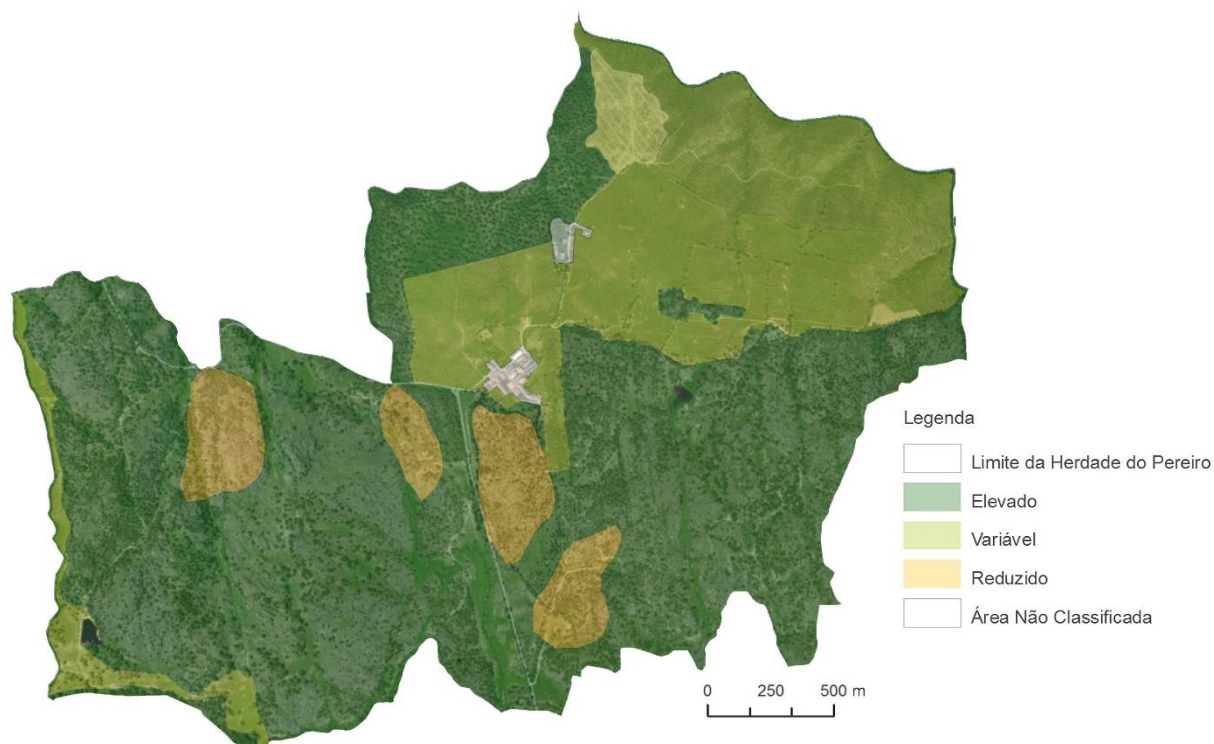 Legenda
Limite da Herdade do Pereiro
Elevado
Variável
Reduzido
Área Não Classificada
0 250 500 m